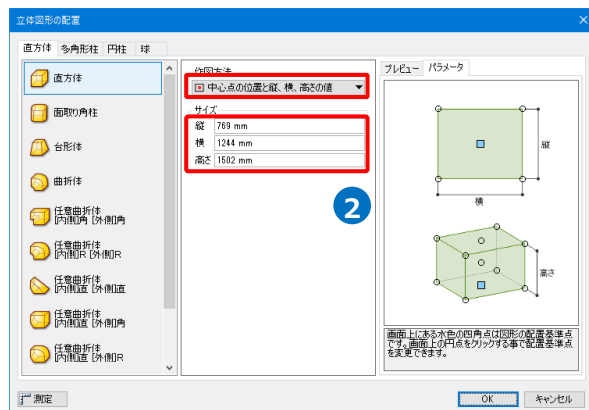 立体図形の配置
直方体 多角形柱 円柱 球
直方体
面取り角柱
台形体
曲折体
任意曲折体
[内側]角 [外側]角
任意曲折体
[内側]R [外側]R
任意曲折体
[内側]直 [外側]直
任意曲折体
[内側]直 [外側]角
任意曲折体
[内側]直 [外側]R
作図方法
中心点の位置と縦、横、高さの値
サイズ
縦 769 mm
横 1244 mm
高さ 1502 mm
2
プレビュー パラメータ
縦
横
高さ
画面上にある水色の四角点は図形の配置基準点
です。画面上の円点をクリックする事で配置基準点
を変更できます。
測定
OK キャンセル